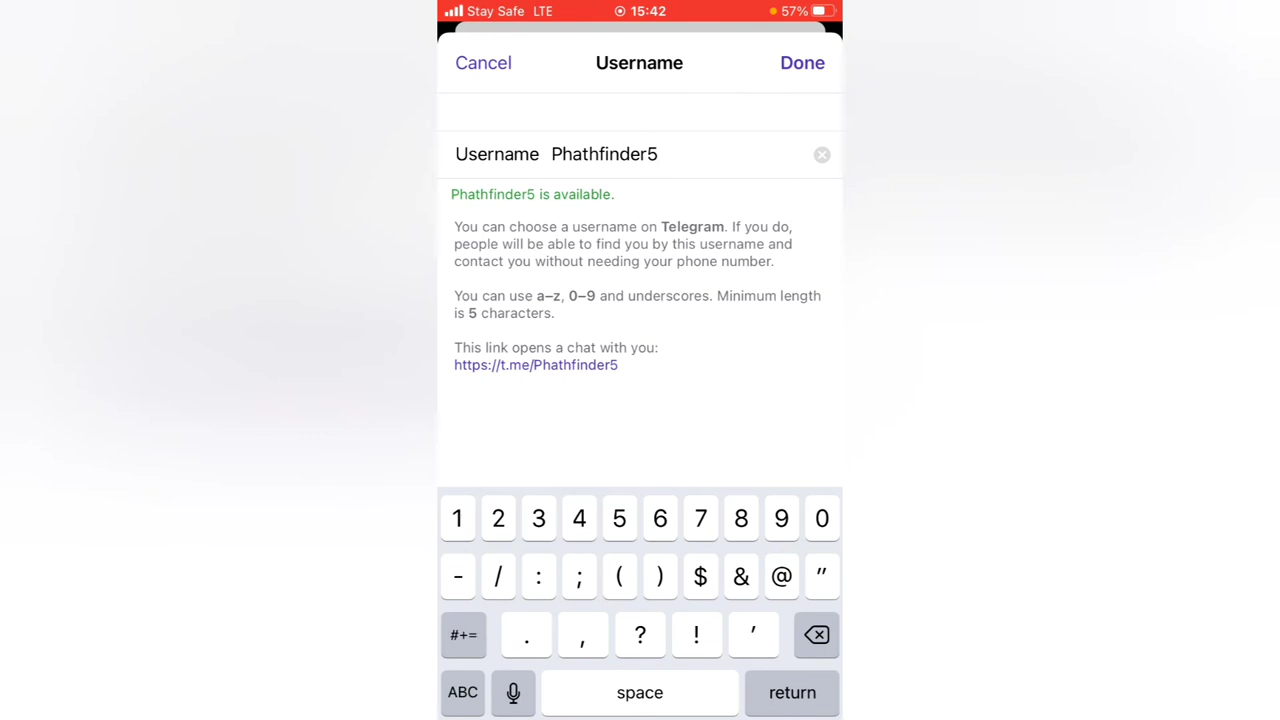 Stay Safe LTE 15:42 57%
Cancel Username Done
Username Phathfinder5
Phathfinder5 is available.
You can choose a username on Telegram. If you do,
people will be able to find you by this username and
contact you without needing your phone number.
You can use a–z, 0–9 and underscores. Minimum length
is 5 characters.
This link opens a chat with you:
https://t.me/Phathfinder5
1 2 3 4 5 6 7 8 9 0
- / : ; ( ) $ & @ ”
#+= . , ? ! ’
ABC space return